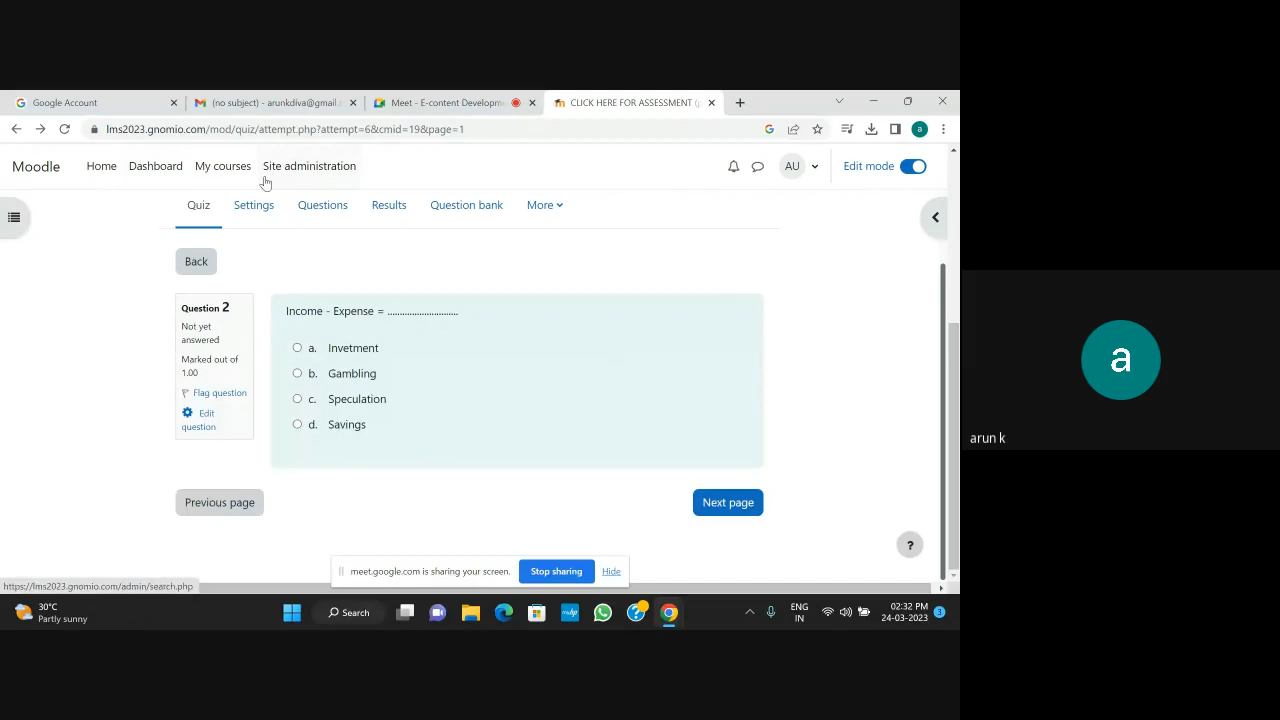 Google Account
(no subject) - arunkdiva@gmail.
Meet - E-content Developm
CLICK HERE FOR ASSESSMENT (
lms2023.gnomio.com/mod/quiz/attempt.php?attempt=6&cmid=19&page=1
a
Moodle
Home
Dashboard
My courses
Site administration
AU
Edit mode
Quiz
Settings
Questions
Results
Question bank
More
Back
Question 2
Not yet
answered
Marked out of
1.00
Flag question
Edit
question
Income - Expense = ............................
a. Invetment
b. Gambling
c. Speculation
d. Savings
Previous page
Next page
?
meet.google.com is sharing your screen.
Stop sharing
Hide
https://lms2023.gnomio.com/admin/search.php
30°C
Partly sunny
Search
ENG
IN
02:32 PM
24-03-2023
3
a
arun k